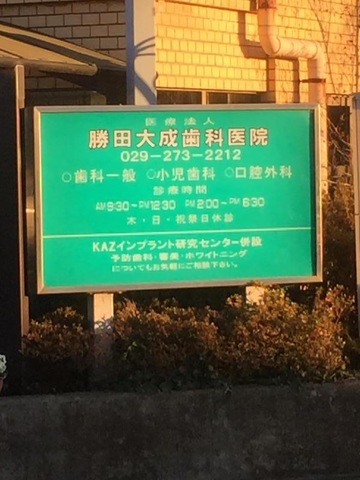 医療法人
勝田大成歯科医院
029-273-2212
○歯科一般 ○小児歯科 ○口腔外科
診療時間
AM9:30~PM12:30 PM2:00~PM6:30
木・日・祝祭日休診
KAZインプラント研究センター併設
予防歯科・審美・ホワイトニング
についてもお気軽にご相談下さい。